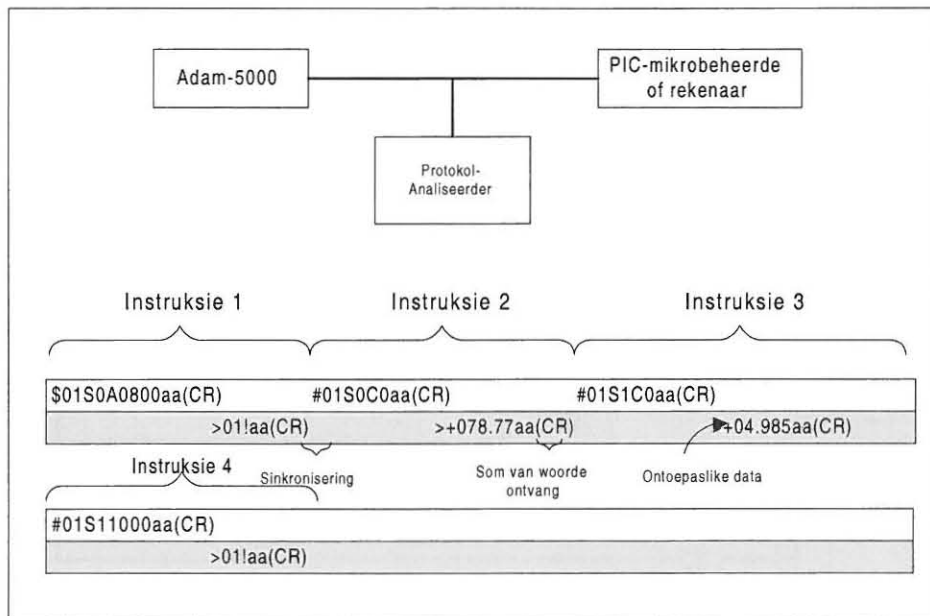 Adam-5000
PIC-mikrobeheerde
of rekenaar
Protokol-
Analiseerder
Instruksie 1
Instruksie 2
Instruksie 3
$01S0A0800aa(CR)
#01S0C0aa(CR)
#01S1C0aa(CR)
>01!aa(CR)
>+078.77aa(CR)
>+04.985aa(CR)
Instruksie 4
Sinkronisering
Som van woorde
ontvang
Ontoepaslike data
#01S11000aa(CR)
>01!aa(CR)